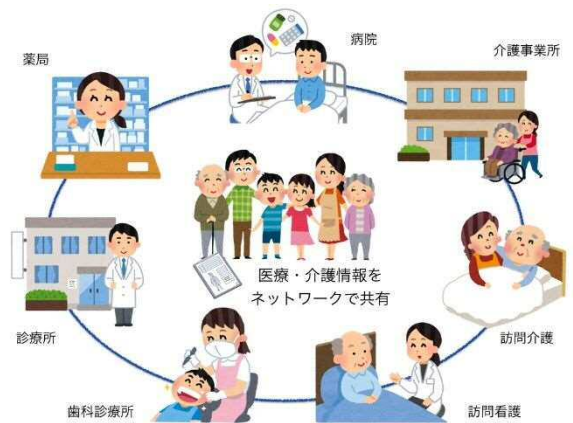 病院
薬局
介護事業所
医療・介護情報を
ネットワークで共有
診療所
訪問介護
歯科診療所
訪問看護